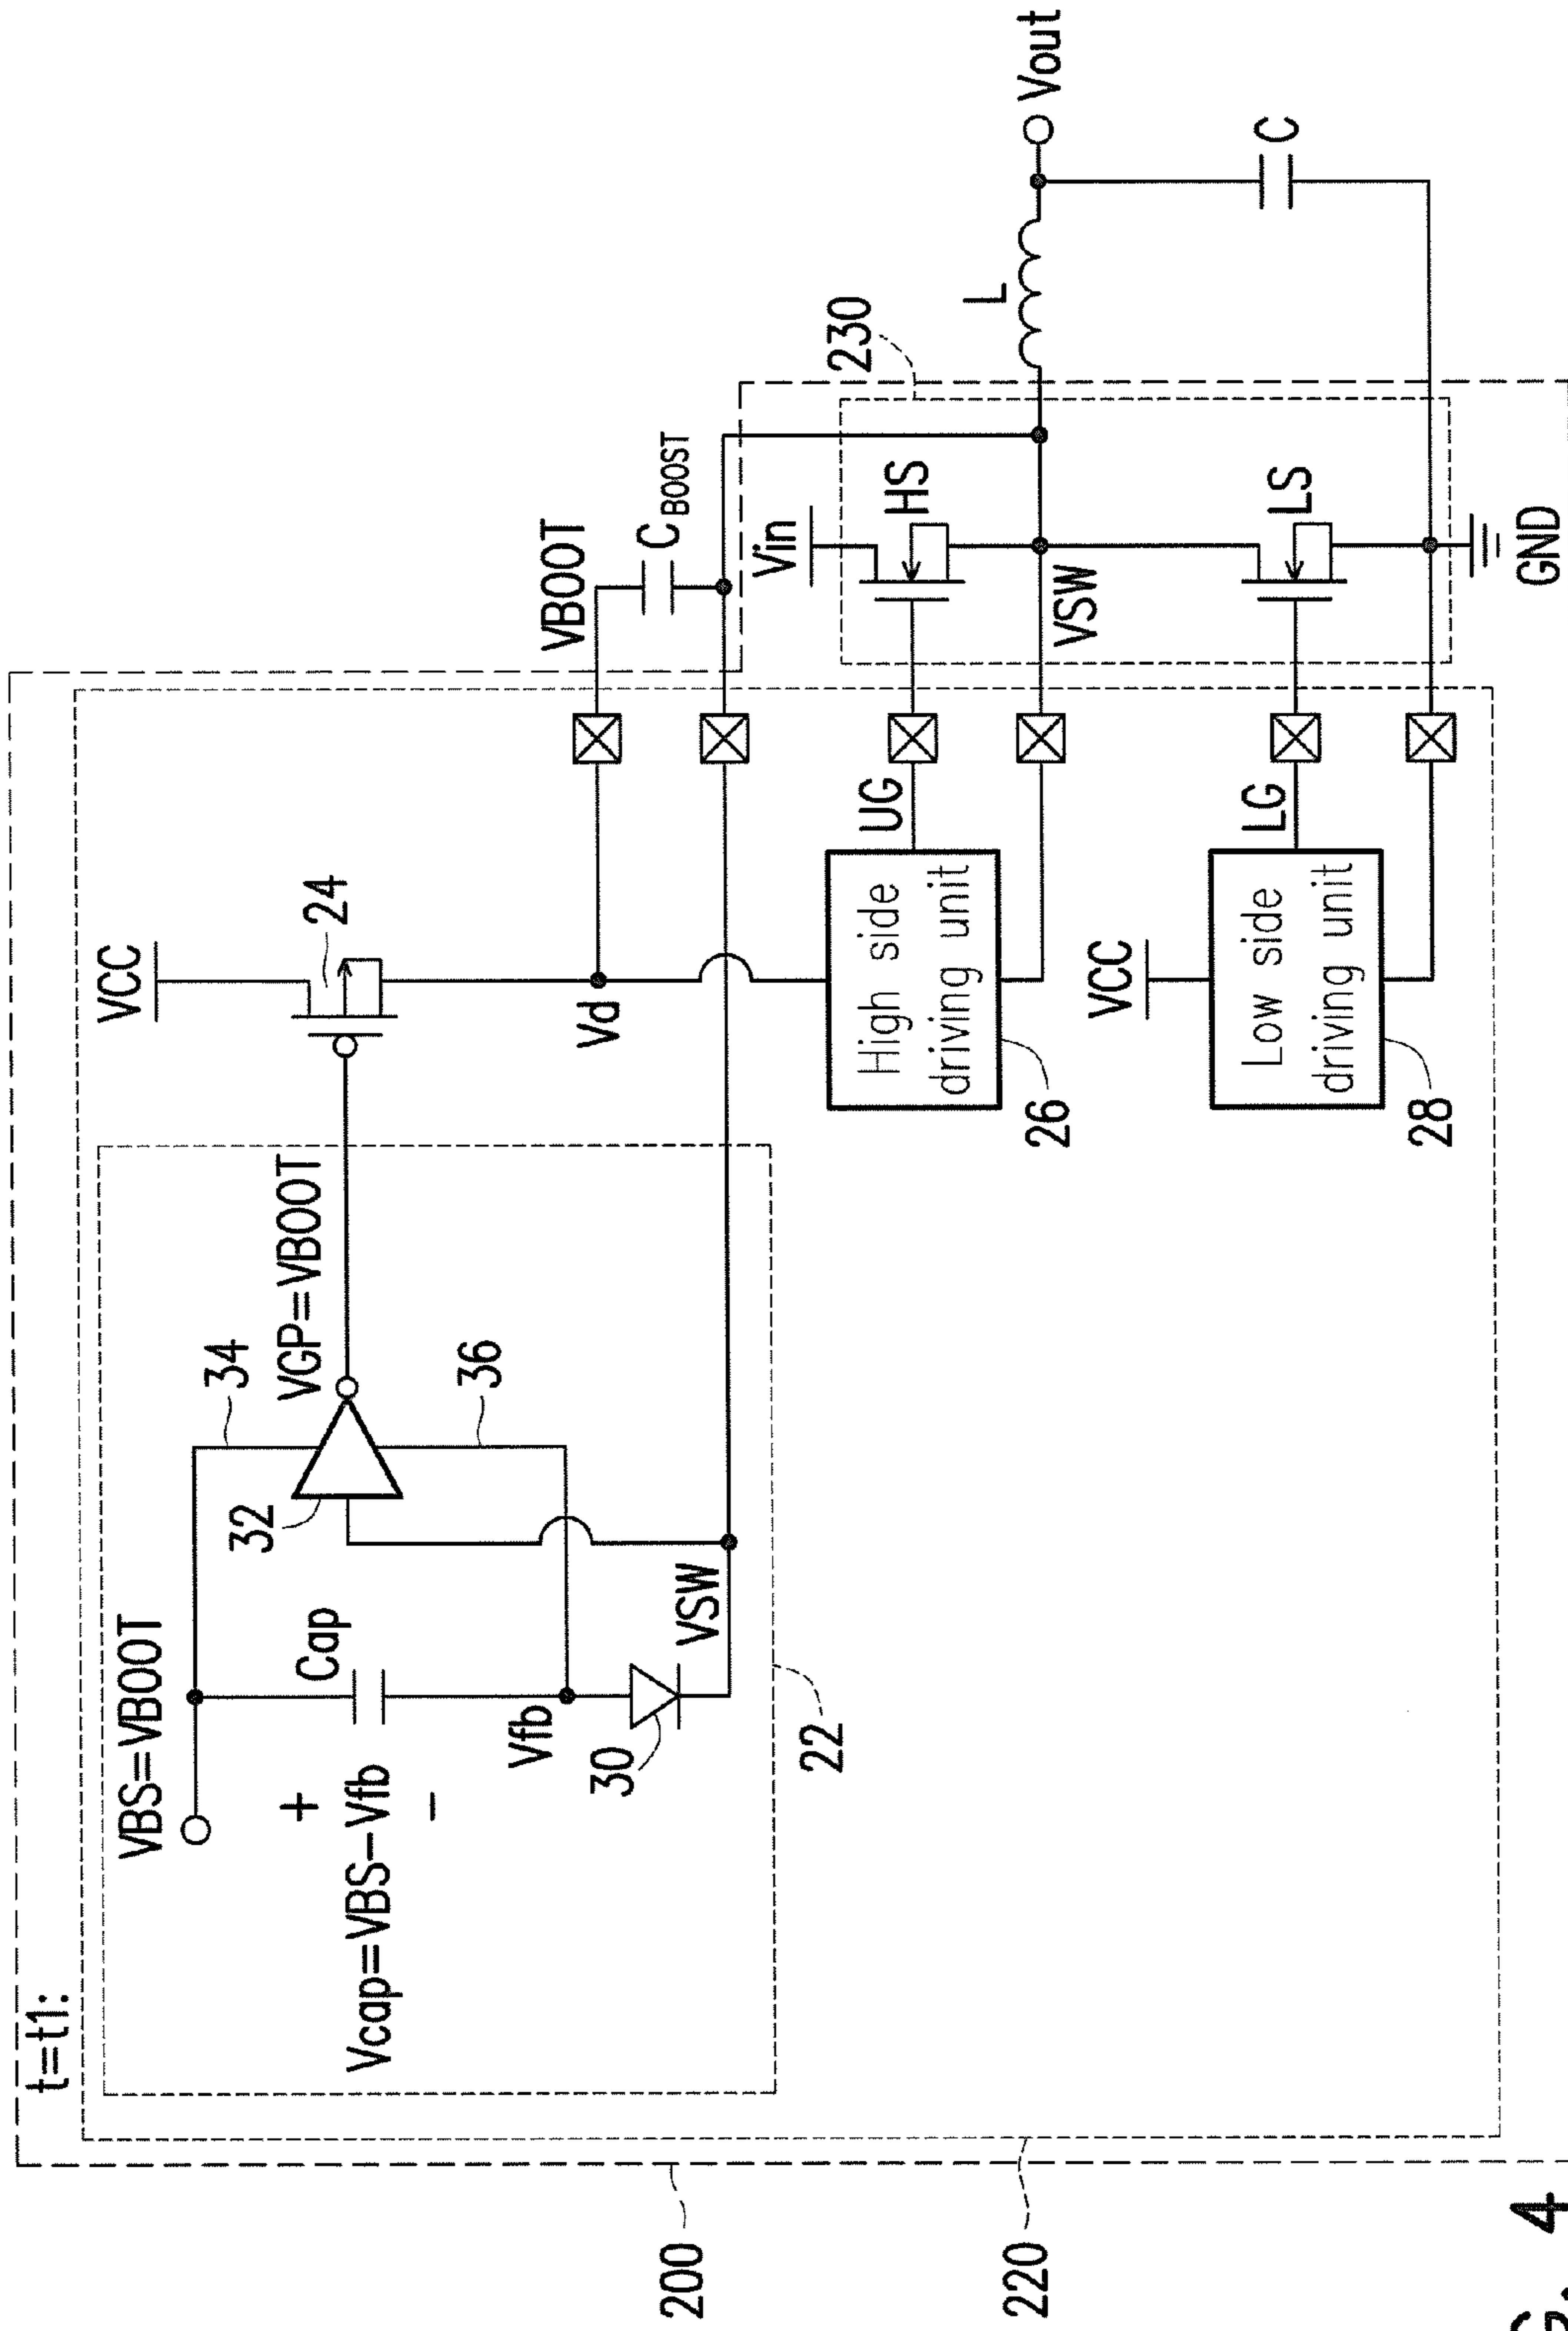 t=t1:
VBS=VBOOT
Cap
+
Vcap=VBS-Vfb
-
Vfb
30
VSW
32
34
36
VGP=VBOOT
22
VCC
24
Vd
VBOOT
C BOOST
High side
driving unit
26
UG
VCC
Low side
driving unit
28
LG
Vin
HS
VSW
LS
GND
230
L
Vout
C
200
220
G. 4